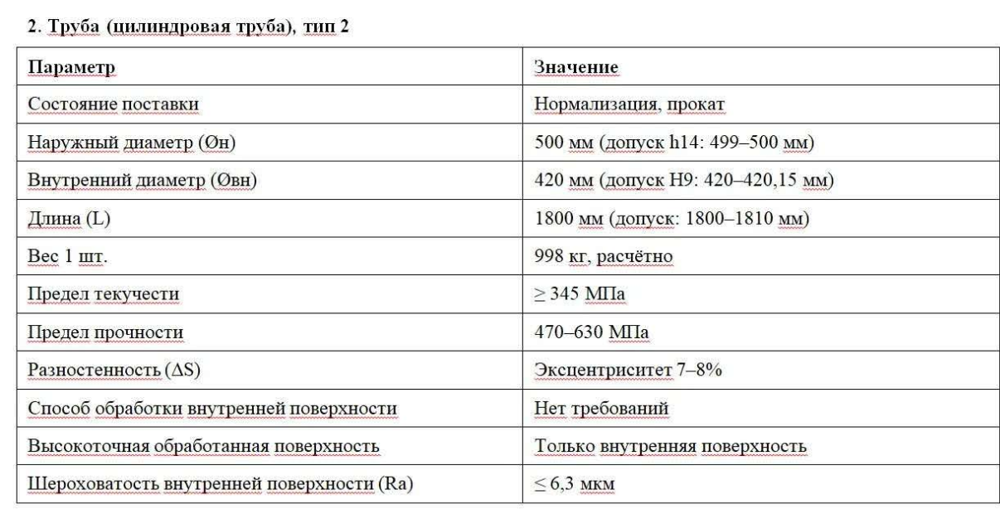 2. Труба (цилиндровая труба), тип 2
Параметр Значение
Состояние поставки Нормализация, прокат
Наружный диаметр (Øн) 500 мм (допуск h14: 499–500 мм)
Внутренний диаметр (Øвн) 420 мм (допуск H9: 420–420,15 мм)
Длина (L) 1800 мм (допуск: 1800–1810 мм)
Вес 1 шт. 998 кг, расчётно
Предел текучести ≥ 345 МПа
Предел прочности 470–630 МПа
Разностенность (ΔS) Эксцентриситет 7–8%
Способ обработки внутренней поверхности Нет требований
Высокоточная обработанная поверхность Только внутренняя поверхность
Шероховатость внутренней поверхности (Ra) ≤ 6,3 мкм